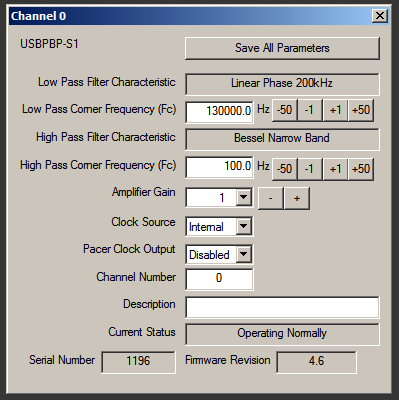 Channel 0
USBPBP-S1 Save All Parameters
Low Pass Filter Characteristic Linear Phase 200kHz
Low Pass Corner Frequency (Fc) 130000.0 Hz -50 -1 +1 +50
High Pass Filter Characteristic Bessel Narrow Band
High Pass Corner Frequency (Fc) 100.0 Hz -50 -1 +1 +50
Amplifier Gain 1 - +
Clock Source Internal
Pacer Clock Output Disabled
Channel Number 0
Description
Current Status Operating Normally
Serial Number 1196 Firmware Revision 4.6